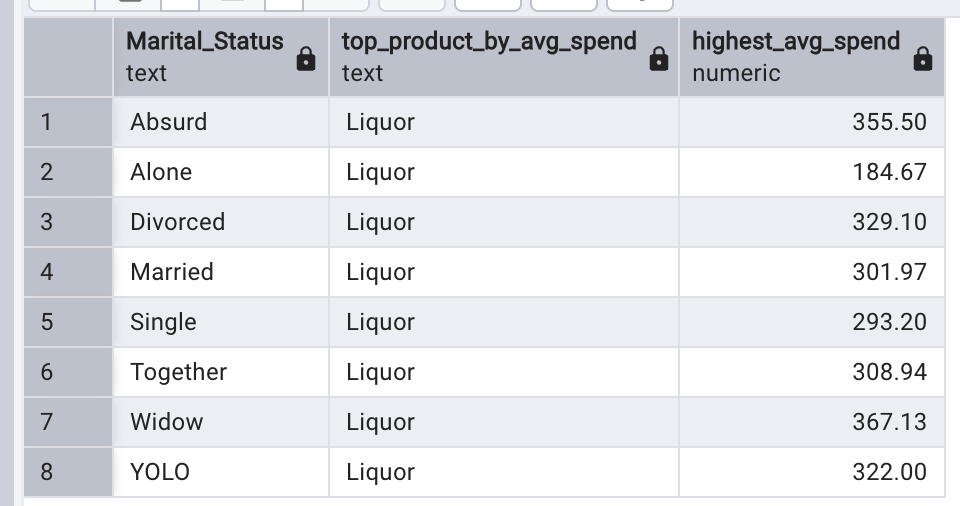 Marital_Status top_product_by_avg_spend highest_avg_spend
text text numeric
1 Absurd Liquor 355.50
2 Alone Liquor 184.67
3 Divorced Liquor 329.10
4 Married Liquor 301.97
5 Single Liquor 293.20
6 Together Liquor 308.94
7 Widow Liquor 367.13
8 YOLO Liquor 322.00